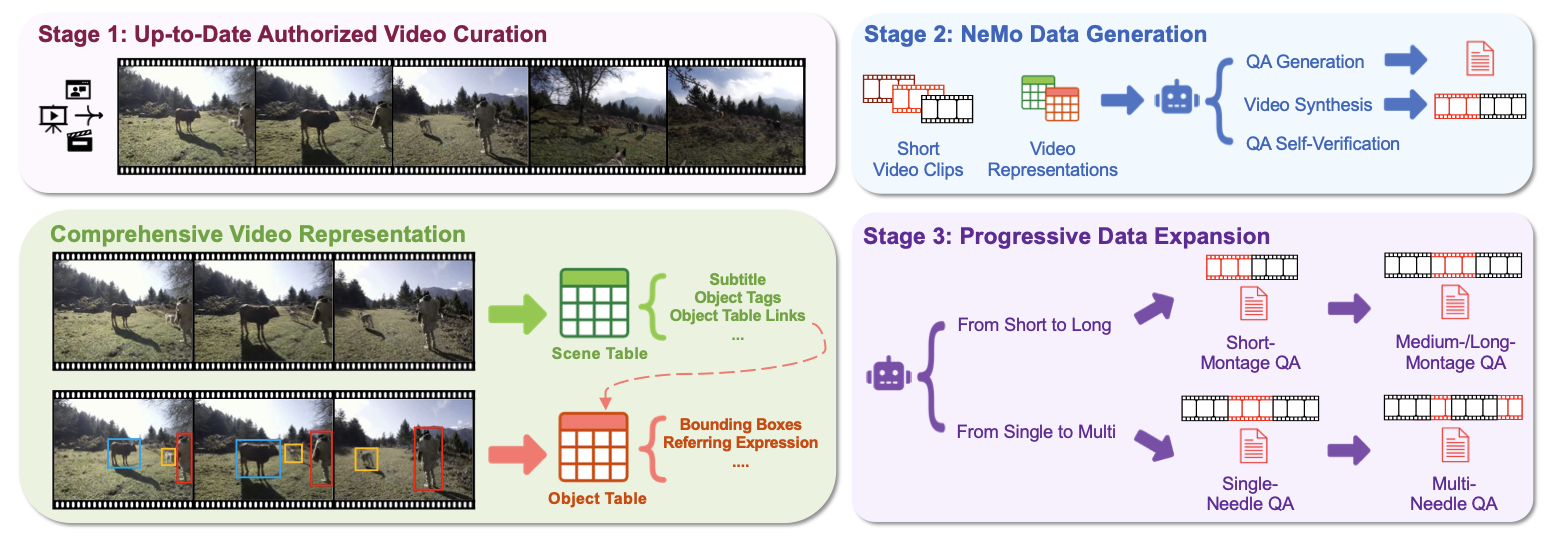 Stage 1: Up-to-Date Authorized Video Curation
Stage 2: NeMo Data Generation
Short
Video Clips
Video
Representations
QA Generation
Video Synthesis
QA Self-Verification
Comprehensive Video Representation
Subtitle
Object Tags
Object Table Links
...
Scene Table
Bounding Boxes
Referring Expression
....
Object Table
Stage 3: Progressive Data Expansion
From Short to Long
Short-
Montage QA
Medium-/Long-
Montage QA
From Single to Multi
Single-
Needle QA
Multi-
Needle QA